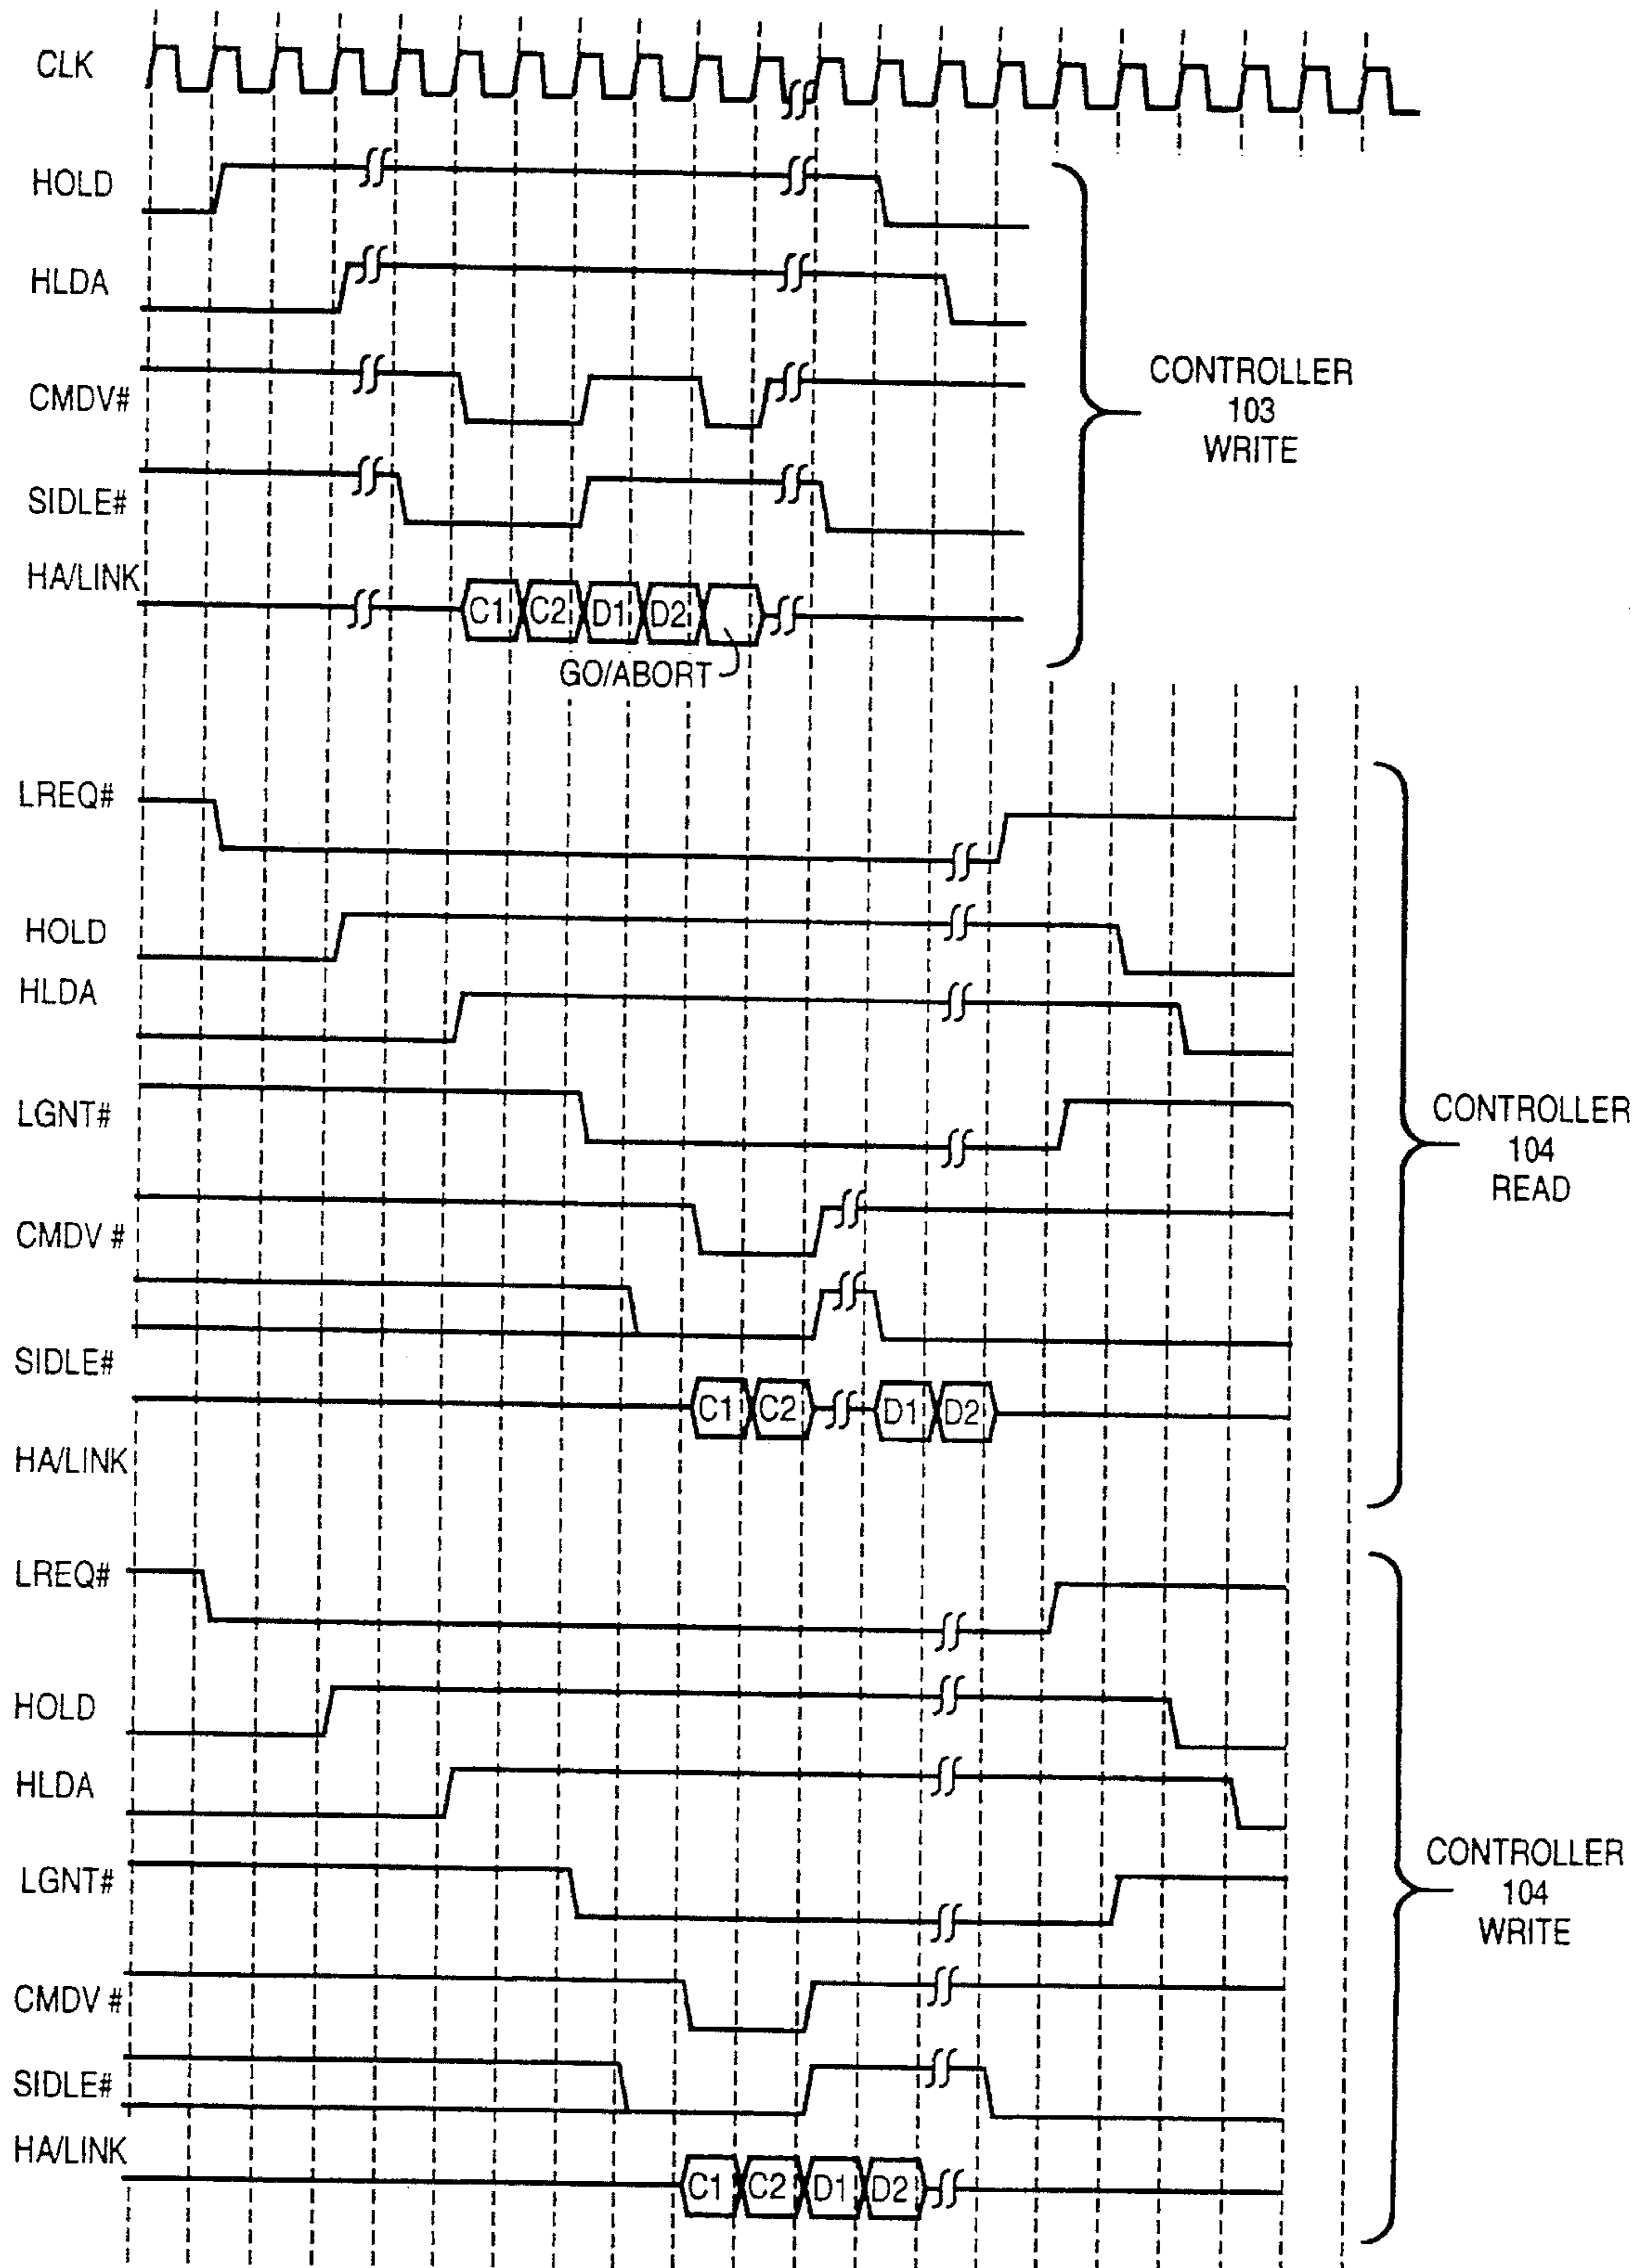 CLK
HOLD
HLDA
CMDV#
SIDLE#
HA/LINK
C1 C2 D1 D2
GO/ABORT
CONTROLLER
103
WRITE
LREQ#
HOLD
HLDA
LGNT#
CMDV #
SIDLE#
C1 C2 D1 D2
HA/LINK
CONTROLLER
104
READ
LREQ#
HOLD
HLDA
LGNT#
CMDV #
SIDLE#
HA/LINK
C1 C2 D1 D2
CONTROLLER
104
WRITE